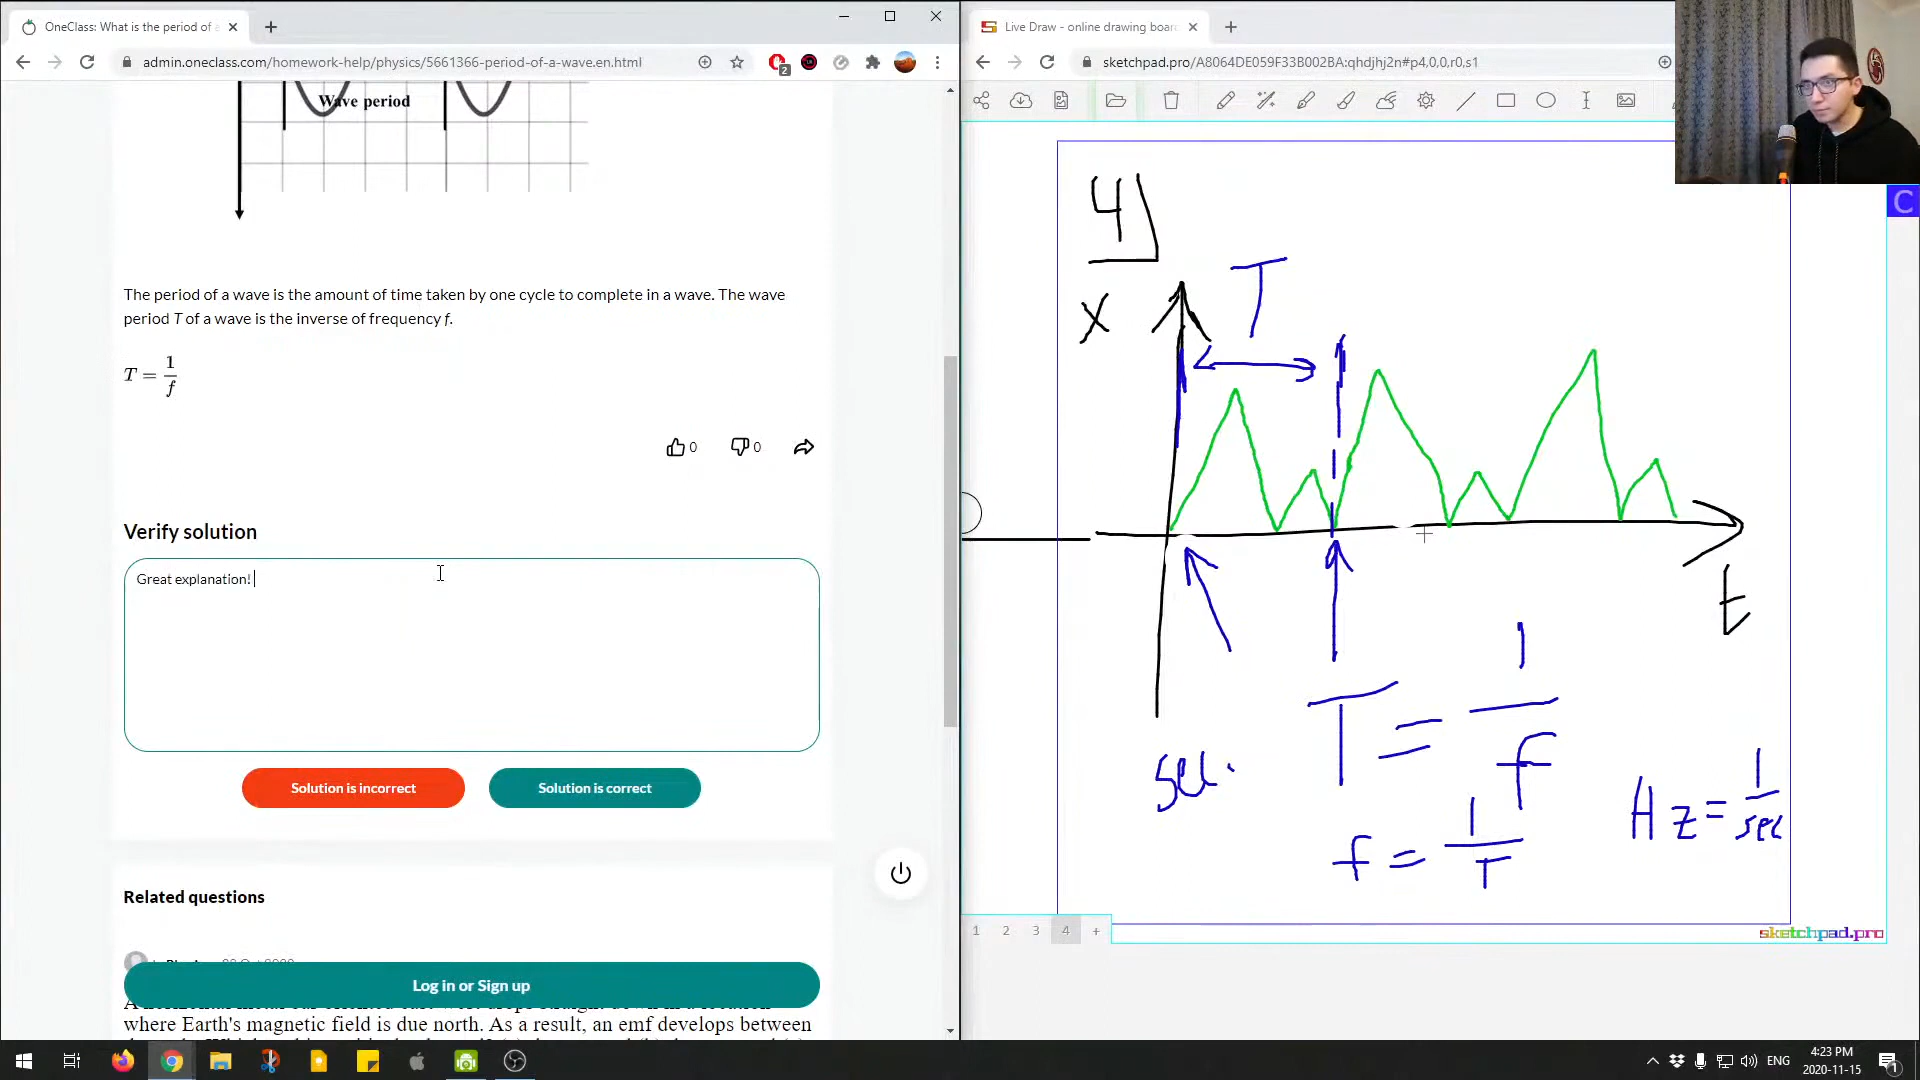 OneClass: What is the period of a
admin.oneclass.com/homework-help/physics/5661366-period-of-a-wave.en.html
2
Wave period
The period of a wave is the amount of time taken by one cycle to complete in a wave. The wave
period T of a wave is the inverse of frequency f.
T = 1/f
0
0
Verify solution
Great explanation!
Solution is incorrect
Solution is correct
Related questions
Log in or Sign up
where Earth's magnetic field is due north. As a result, an emf develops between
Live Draw - online drawing boar
sketchpad.pro/A8064DE059F33B002BA:qhdjhj2n#p4,0,0,r0,s1
C
4)
T
X
t
T = 1/f
sec.
f = 1/T
Hz = 1/sec
1 2 3 4 +
sketchpad.pro
ENG
4:23 PM
2020-11-15
1